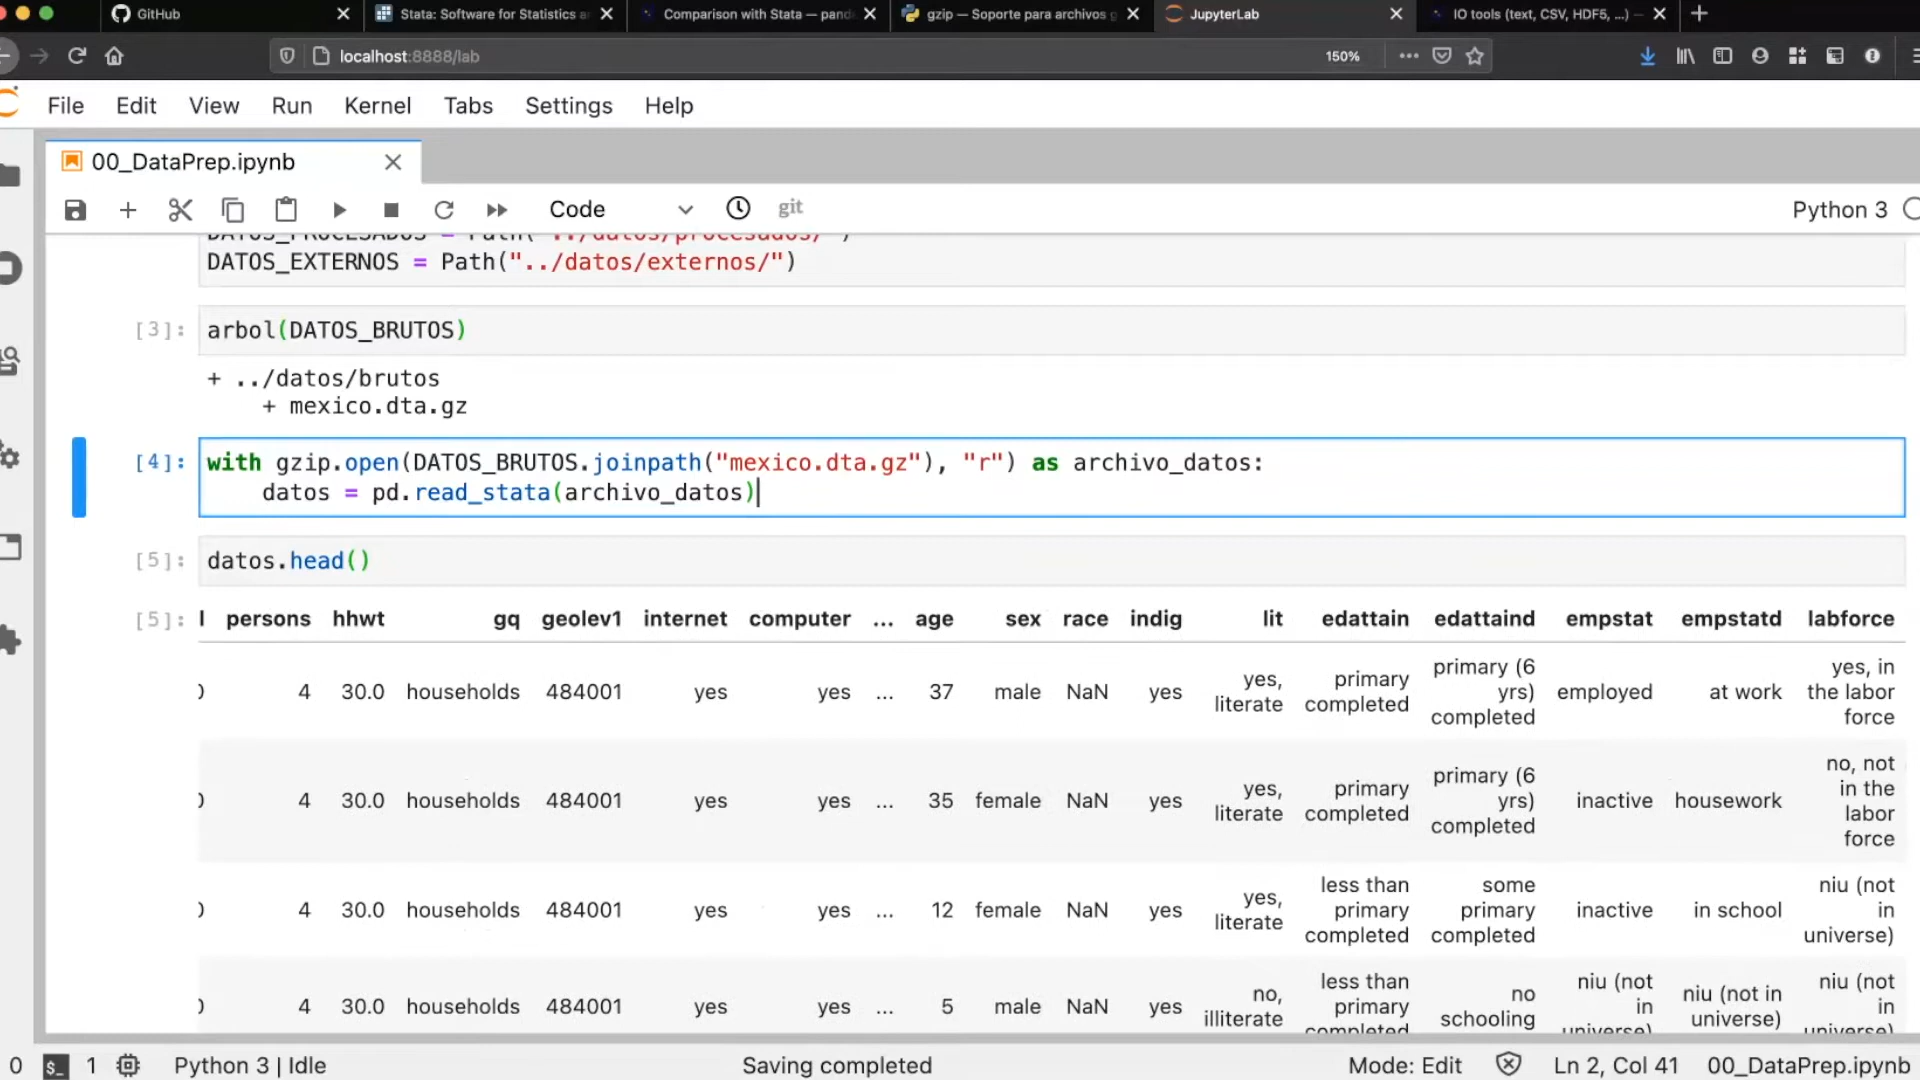 GitHub
Stata: Software for Statistics
Comparison with Stata — pand
gzip — Soporte para archivos g
JupyterLab
IO tools (text, CSV, HDF5, …) —
localhost:8888/lab
150%
File Edit View Run Kernel Tabs Settings Help
00_DataPrep.ipynb
Code
git
Python 3
DATOS_PROCESADOS = Path("../datos/procesados/")
DATOS_EXTERNOS = Path("../datos/externos/")
[3]: arbol(DATOS_BRUTOS)
+ ../datos/brutos
+ mexico.dta.gz
[4]: with gzip.open(DATOS_BRUTOS.joinpath("mexico.dta.gz"), "r") as archivo_datos:
datos = pd.read_stata(archivo_datos)
[5]: datos.head()
[5]: l persons hhwt gq geolev1 internet computer ... age sex race indig lit edattain edattaind empstat empstatd labforce
4 30.0 households 484001 yes yes ... 37 male NaN yes yes, literate primary completed primary (6 yrs) completed employed at work yes, in the labor force
4 30.0 households 484001 yes yes ... 35 female NaN yes yes, literate primary completed primary (6 yrs) completed inactive housework no, not in the labor force
4 30.0 households 484001 yes yes ... 12 female NaN yes yes, literate less than primary completed some primary completed inactive in school niu (not in universe)
4 30.0 households 484001 yes yes ... 5 male NaN yes no, illiterate less than primary completed no schooling niu (not in universe) niu (not in universe) niu (not in universe)
0 $_ 1 Python 3 | Idle Saving completed Mode: Edit Ln 2, Col 41 00_DataPrep.ipynb